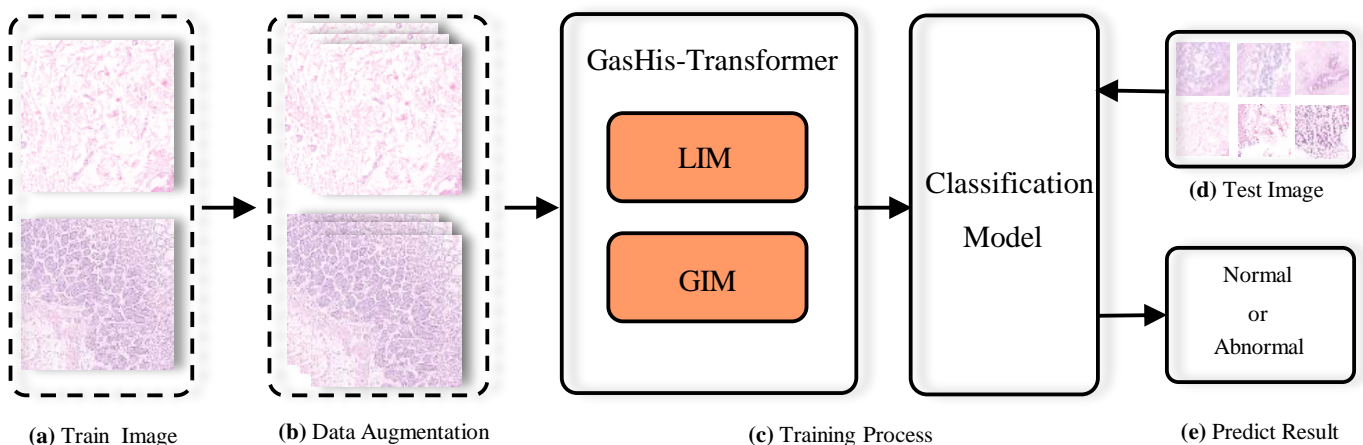 GasHis-Transformer
LIM
GIM
Classification
Model
(d) Test Image
Normal
or
Abnormal
(a) Train Image
(b) Data Augmentation
(c) Training Process
(e) Predict Result